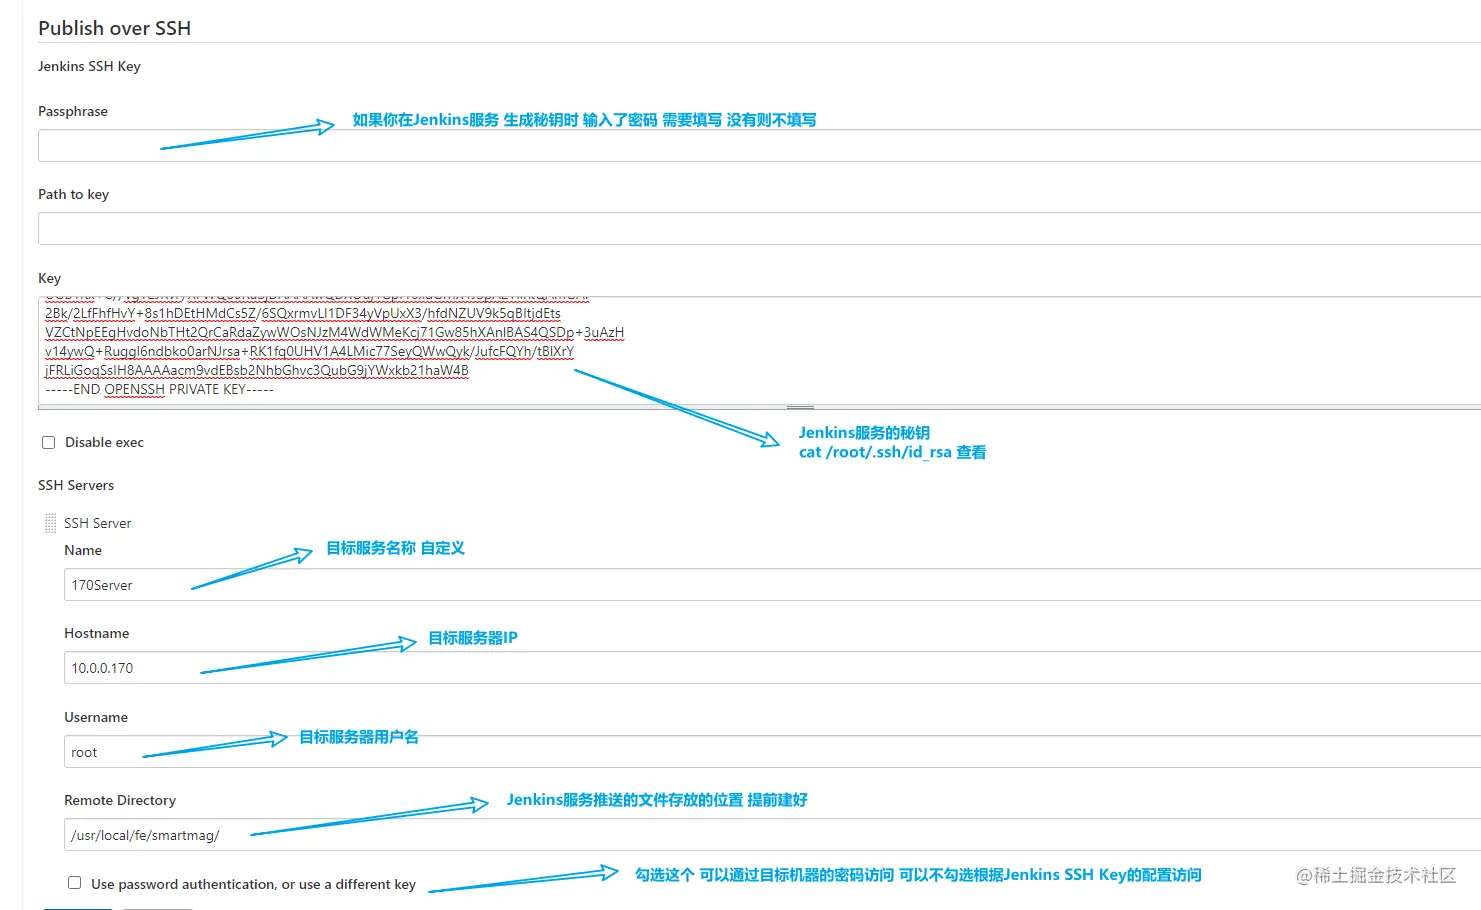 Publish over SSH
Jenkins SSH Key
Passphrase
如果你在Jenkins服务 生成秘钥时 输入了密码 需要填写 没有则不填写
Path to key
Key
2Bk/2LfFhfHvY+8s1hDEtHMdCs5Z/6SQxrmvLI1DF34yVpUxX3/hfdNZUV9k5qBltjdEts
VZCtNpEEgHvdoNbTHt2QrCaRdaZywWOsNJzM4WdWMeKcj71Gw85hXAnIBAS4QSDp+3uAzH
v14ywQ+Ruggl6ndbko0arNJrsa+RK1fq0UHV1A4LMic77SeyQWwQyk/JufcFQYh/tBIXrY
jFRLiGoqSsIH8AAAAacm9vdEBsb2NhbGhvc3QubG9jYWxkb21haW4B
-----END OPENSSH PRIVATE KEY-----
Jenkins服务的秘钥
cat /root/.ssh/id_rsa 查看
Disable exec
SSH Servers
SSH Server
Name
目标服务名称 自定义
170Server
Hostname
目标服务器IP
10.0.0.170
Username
目标服务器用户名
root
Remote Directory
Jenkins服务推送的文件存放的位置 提前建好
/usr/local/fe/smartmag/
Use password authentication, or use a different key
勾选这个 可以通过目标机器的密码访问 可以不勾选根据Jenkins SSH Key的配置访问
@稀土掘金技术社区